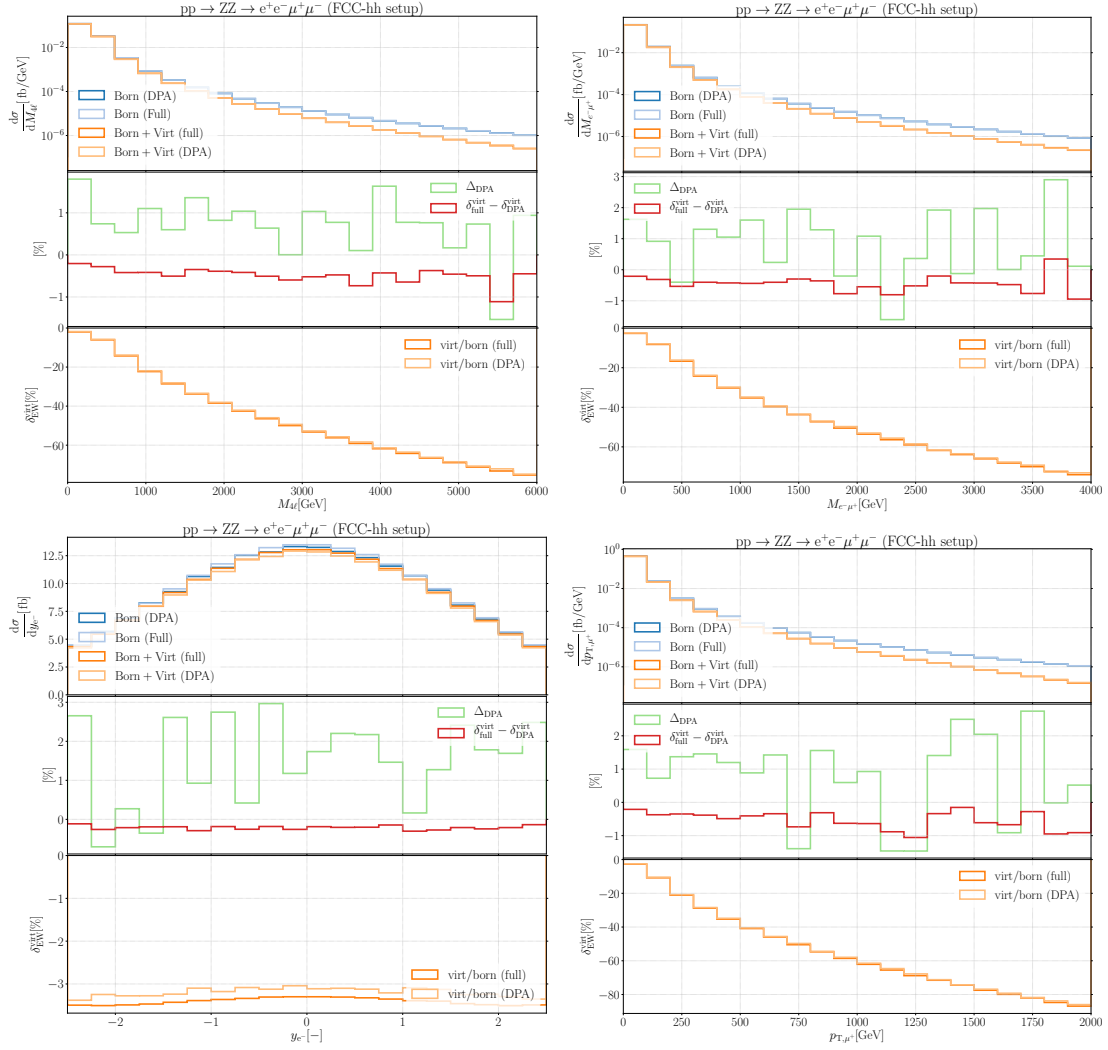 pp → ZZ → e⁺e⁻μ⁺μ⁻ (FCC-hh setup)
dσ/dM₄ℓ [fb/GeV]
10⁻²
10⁻⁴
10⁻⁶
Born (DPA)
Born (Full)
Born + Virt (full)
Born + Virt (DPA)
[%]
1
0
−1
Δ_DPA
δ^virt_full − δ^virt_DPA
δ^virt_EW[%]
0
−20
−40
−60
virt/born (full)
virt/born (DPA)
0 1000 2000 3000 4000 5000 6000
M₄ℓ[GeV]
pp → ZZ → e⁺e⁻μ⁺μ⁻ (FCC-hh setup)
dσ/dM_e⁻μ⁺ [fb/GeV]
10⁻²
10⁻⁴
10⁻⁶
Born (DPA)
Born (Full)
Born + Virt (full)
Born + Virt (DPA)
[%]
3
2
1
0
−1
Δ_DPA
δ^virt_full − δ^virt_DPA
δ^virt_EW[%]
0
−20
−40
−60
virt/born (full)
virt/born (DPA)
0 500 1000 1500 2000 2500 3000 3500 4000
M_e⁻μ⁺[GeV]
pp → ZZ → e⁺e⁻μ⁺μ⁻ (FCC-hh setup)
dσ/dy_e⁻ [fb]
12.5
10.0
7.5
5.0
2.5
0.0
Born (DPA)
Born (Full)
Born + Virt (full)
Born + Virt (DPA)
[%]
3
2
1
0
Δ_DPA
δ^virt_full − δ^virt_DPA
δ^virt_EW[%]
0
−1
−2
−3
virt/born (full)
virt/born (DPA)
−2 −1 0 1 2
y_e⁻[−]
pp → ZZ → e⁺e⁻μ⁺μ⁻ (FCC-hh setup)
dσ/dp_T,μ⁺ [fb/GeV]
10⁰
10⁻²
10⁻⁴
10⁻⁶
Born (DPA)
Born (Full)
Born + Virt (full)
Born + Virt (DPA)
[%]
2
1
0
−1
Δ_DPA
δ^virt_full − δ^virt_DPA
δ^virt_EW[%]
0
−20
−40
−60
−80
virt/born (full)
virt/born (DPA)
0 250 500 750 1000 1250 1500 1750 2000
p_T,μ⁺[GeV]